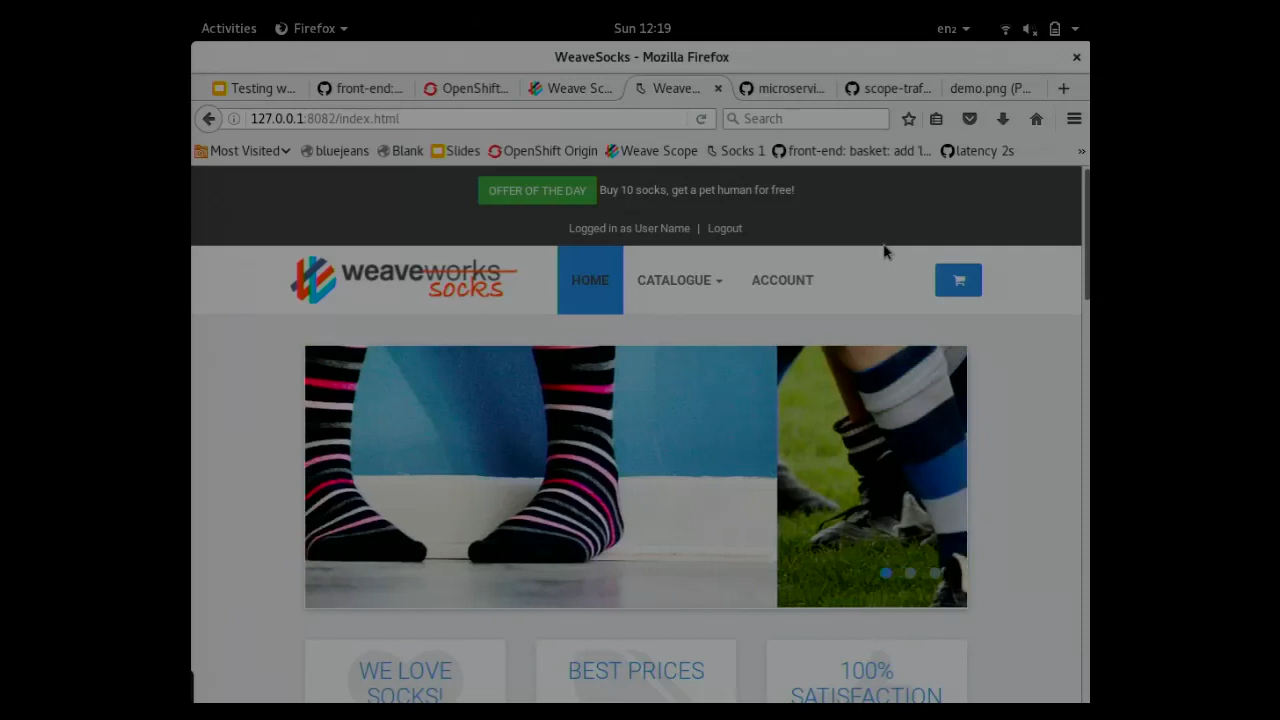 Activities Firefox Sun 12:19 en₂
WeaveSocks - Mozilla Firefox
Testing w... front-end:... OpenShift... Weave Sc... Weave... microservi... scope-traf... demo.png (P...
127.0.0.1:8082/index.html Search
Most Visited bluejeans Blank Slides OpenShift Origin Weave Scope Socks 1 front-end: basket: add 1... latency 2s »
OFFER OF THE DAY Buy 10 socks, get a pet human for free!
Logged in as User Name | Logout
weaveworks
socks
HOME CATALOGUE ACCOUNT
WE LOVE SOCKS!
BEST PRICES
100% SATISFACTION